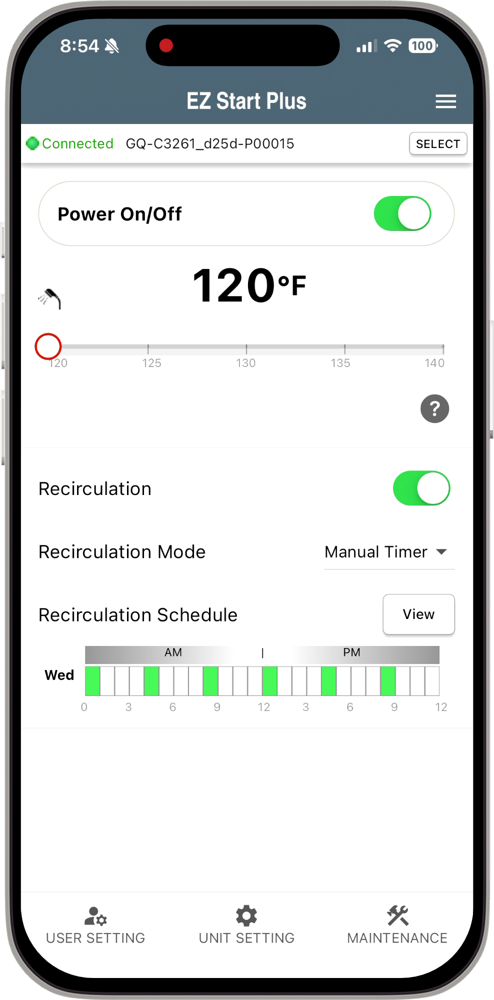 8:54 100
EZ Start Plus
Connected GQ-C3261_d25d-P00015 SELECT
Power On/Off
120°F
120 125 130 135 140
?
Recirculation
Recirculation Mode Manual Timer
Recirculation Schedule View
AM | PM
Wed
0 3 6 9 12 3 6 9 12
USER SETTING UNIT SETTING MAINTENANCE